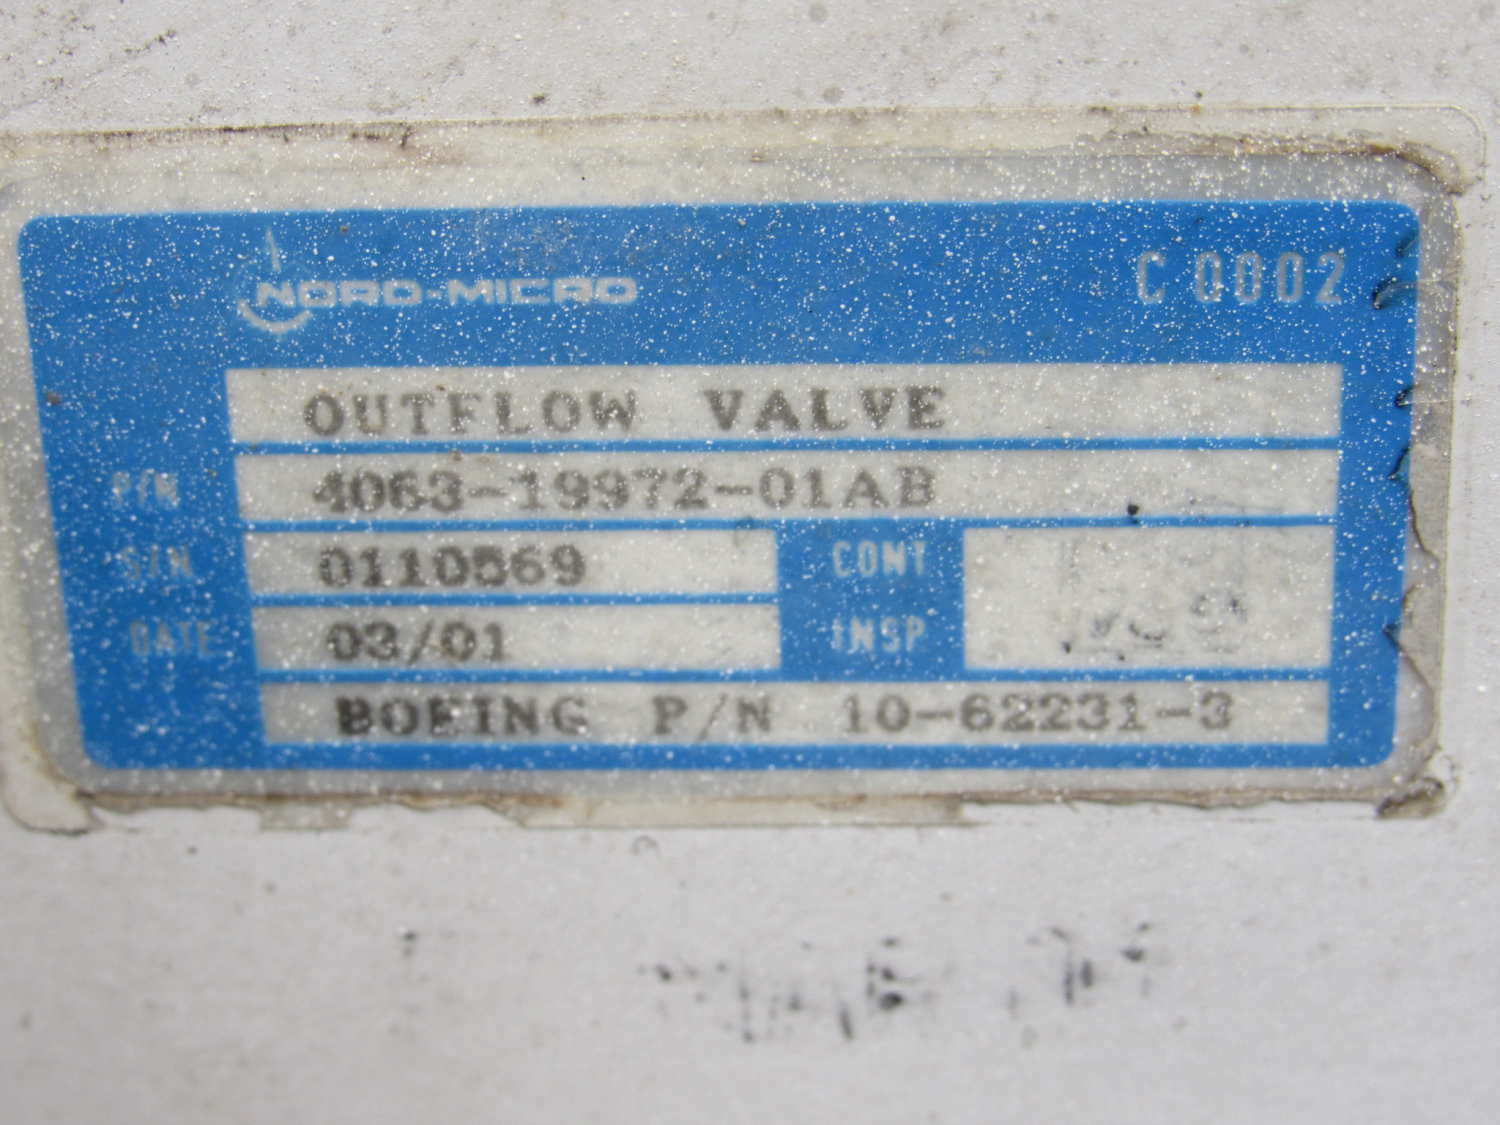 NORD-MICRO C 0002
OUTFLOW VALVE
P/N 4063-19972-01AB
S/N 0110569 CONT
DATE 03/01 INSP
BOEING P/N 10-62231-3